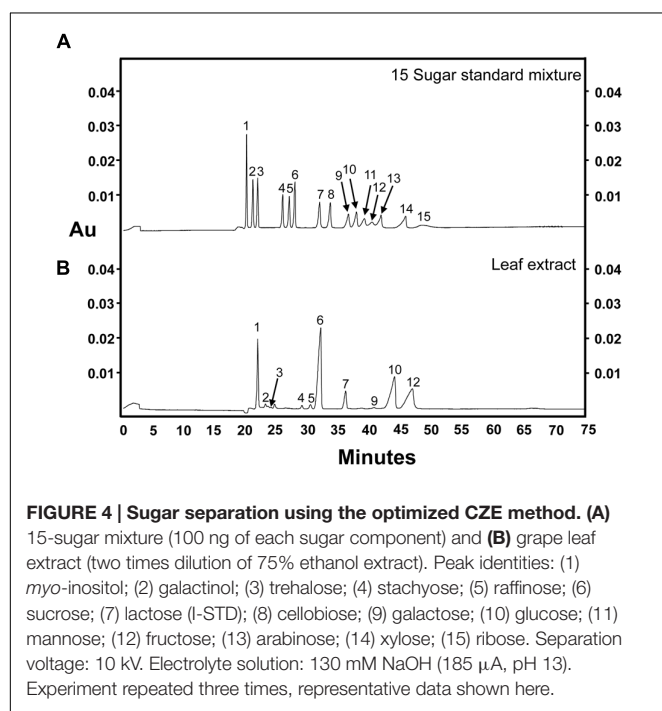 A
15 Sugar standard mixture
0.04 0.04
0.03 0.03
1
10 11
0.02 0.02
2 3 6 9 12 13
4 5 7 8
0.01 0.01
14
15
Au
B
Leaf extract
0.04 0.04
0.03 0.03
6
1
0.02 0.02
3
10
0.01 7 12 0.01
2 4 5 9
0 5 10 15 20 25 30 35 40 45 50 55 60 65 70 75
Minutes
FIGURE 4 | Sugar separation using the optimized CZE method. (A)
15-sugar mixture (100 ng of each sugar component) and (B) grape leaf
extract (two times dilution of 75% ethanol extract). Peak identities: (1)
myo-inositol; (2) galactinol; (3) trehalose; (4) stachyose; (5) raffinose; (6)
sucrose; (7) lactose (I-STD); (8) cellobiose; (9) galactose; (10) glucose; (11)
mannose; (12) fructose; (13) arabinose; (14) xylose; (15) ribose. Separation
voltage: 10 kV. Electrolyte solution: 130 mM NaOH (185 μA, pH 13).
Experiment repeated three times, representative data shown here.